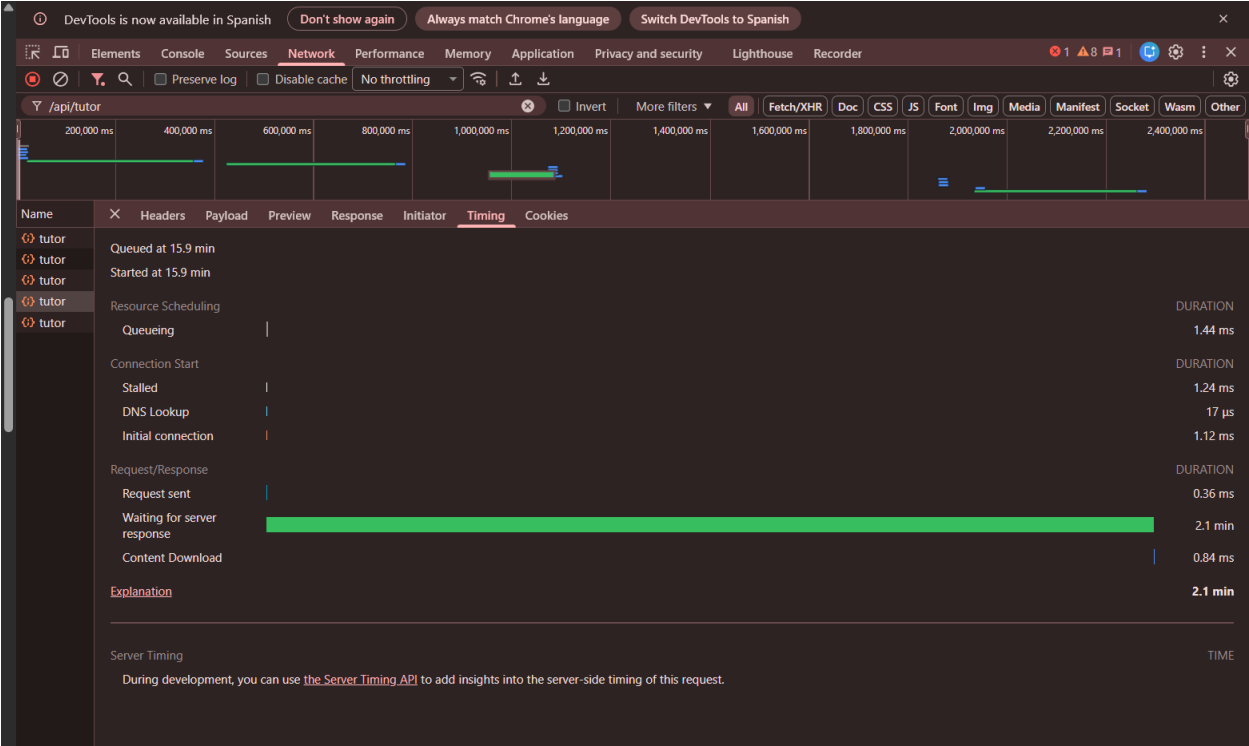 DevTools is now available in Spanish Don't show again Always match Chrome's language Switch DevTools to Spanish
Elements Console Sources Network Performance Memory Application Privacy and security Lighthouse Recorder 1 8 1
Preserve log Disable cache No throttling
/api/tutor Invert More filters All Fetch/XHR Doc CSS JS Font Img Media Manifest Socket Wasm Other
200,000 ms 400,000 ms 600,000 ms 800,000 ms 1,000,000 ms 1,200,000 ms 1,400,000 ms 1,600,000 ms 1,800,000 ms 2,000,000 ms 2,200,000 ms 2,400,000 ms
Name Headers Payload Preview Response Initiator Timing Cookies
tutor
tutor
tutor
tutor
tutor
Queued at 15.9 min
Started at 15.9 min
Resource Scheduling DURATION
Queueing 1.44 ms
Connection Start DURATION
Stalled 1.24 ms
DNS Lookup 17 µs
Initial connection 1.12 ms
Request/Response DURATION
Request sent 0.36 ms
Waiting for server
response 2.1 min
Content Download 0.84 ms
Explanation 2.1 min
Server Timing TIME
During development, you can use the Server Timing API to add insights into the server-side timing of this request.